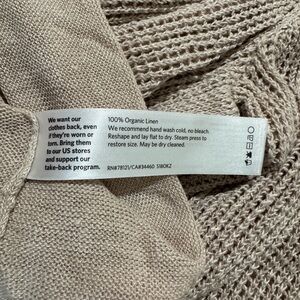 We want our
clothes back, even
if they're worn or
torn. Bring them
to our US stores
and support our
take-back program.
100% Organic Linen
We recommend hand wash cold, no bleach.
Reshape and lay flat to dry. Steam press to
restore size. May be dry cleaned.
RN#78121/CA#34460 S1BOKZ